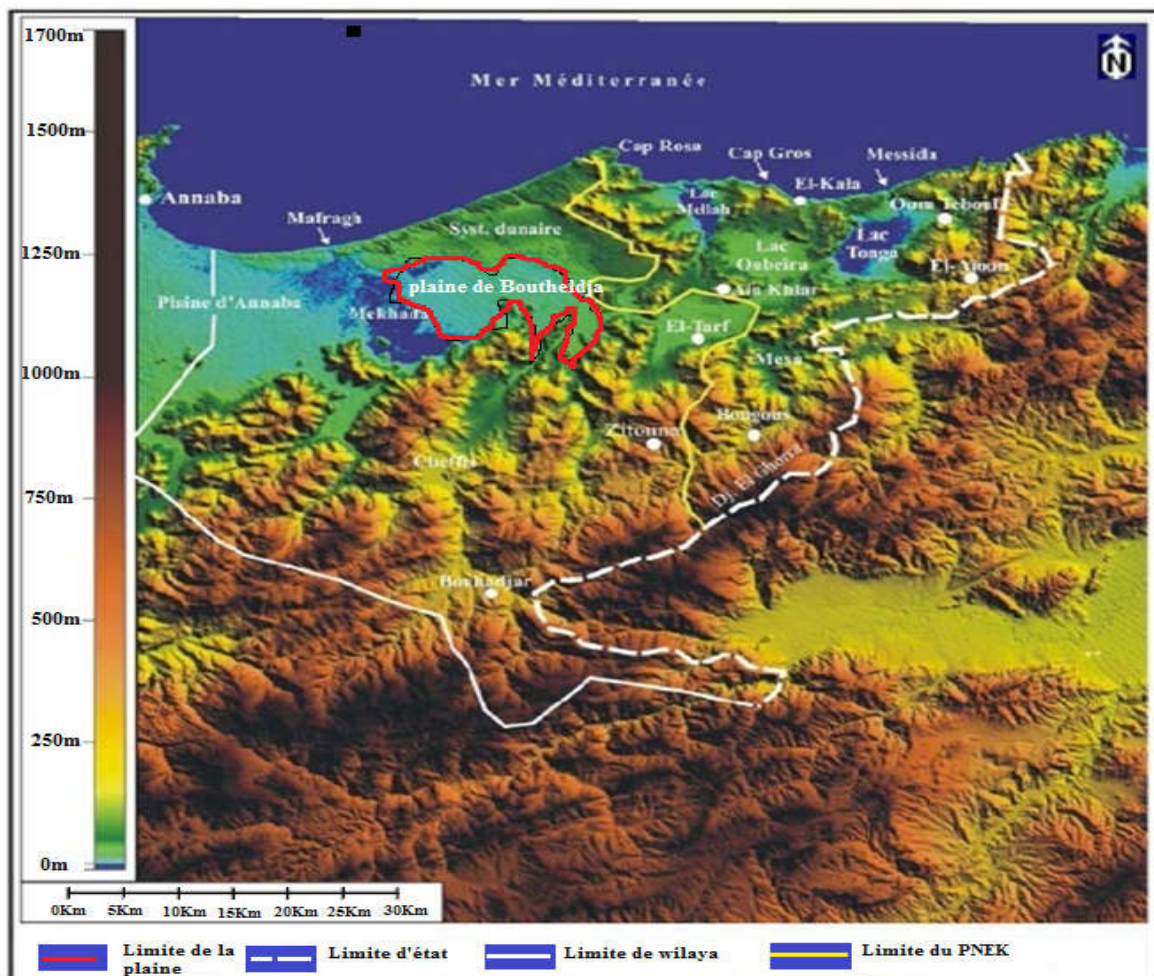 1700m
1500m
1250m
1000m
750m
500m
250m
0m
N
Mer Méditerranée
Cap Rosa
Cap Gros
Messida
El-Kala
Annaba
Mafragh
Lac
Mellah
Oum Teboul
Syst. dunaire
Lac
Tonga
Lac
Oubeira
El-Aioun
plaine de Boutheldja
Ain Khiar
Plaine d'Annaba
Mekhada
El-Tarf
Mexa
Bougous
Zitouna
Cheffia
Dj. El Ghora
Bouhadjar
0Km 5Km 10Km 15Km 20Km 25Km 30Km
Limite de la
plaine
Limite d'état
Limite de wilaya
Limite du PNEK